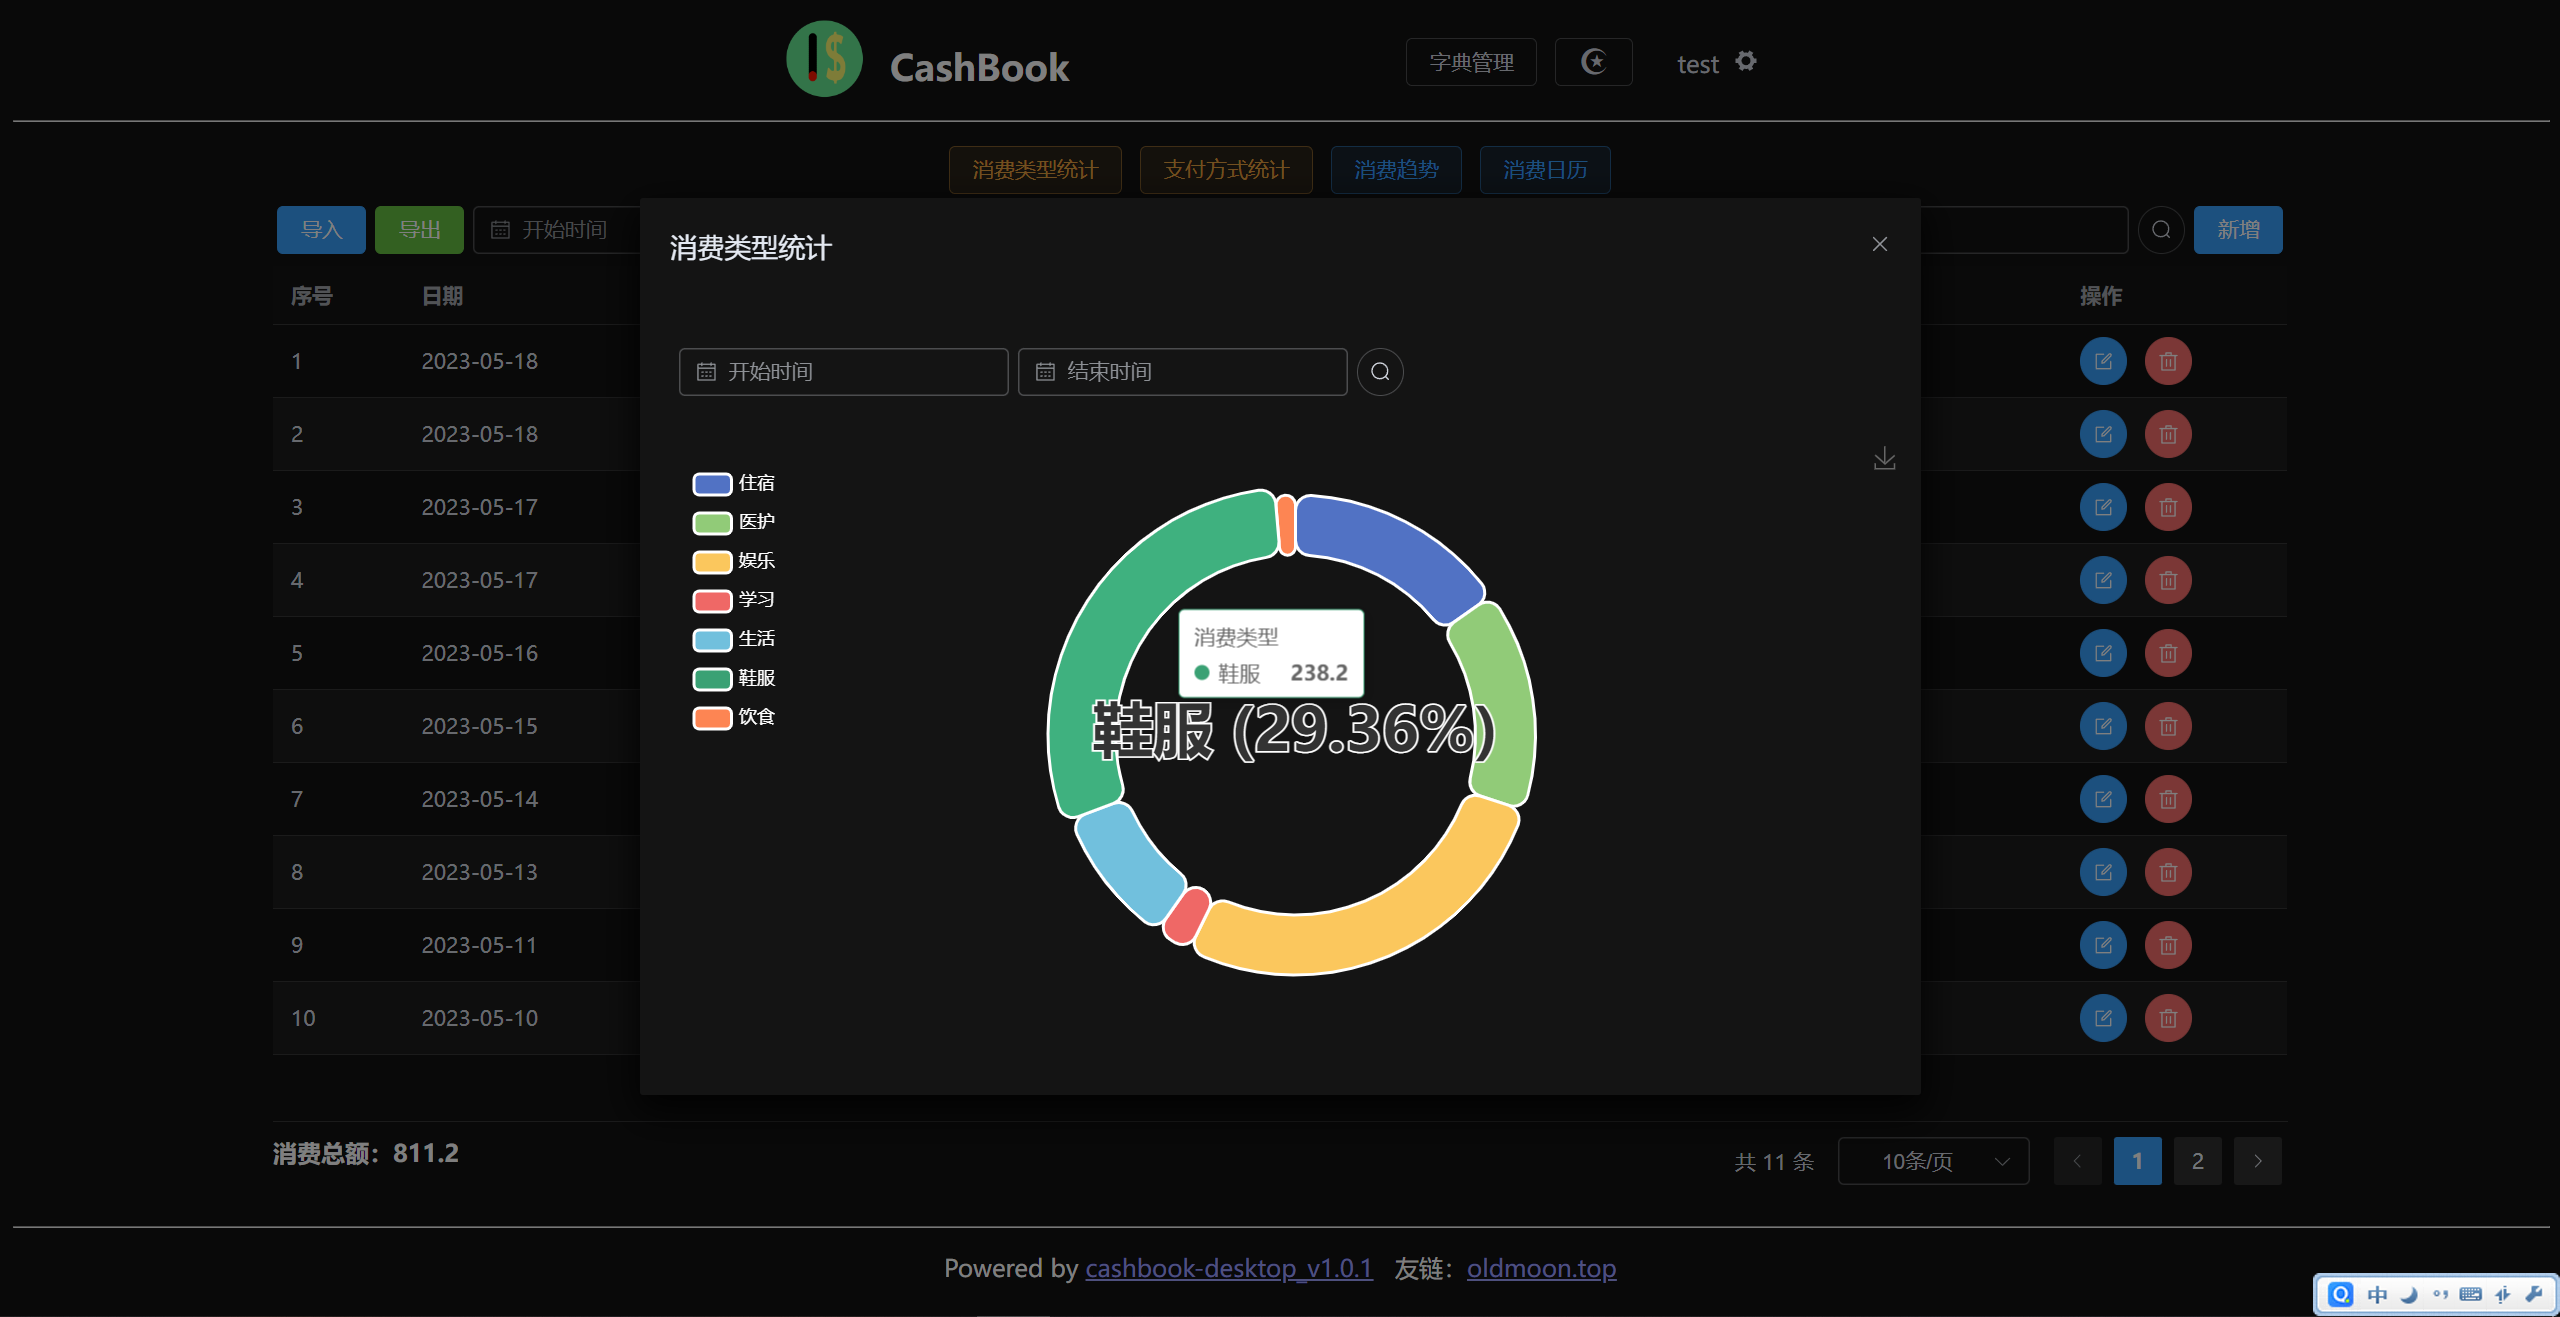 CashBook
字典管理
test
消费类型统计 支付方式统计 消费趋势 消费日历
导入 导出 开始时间 新增
消费类型统计
序号 日期 操作
开始时间 结束时间
1 2023-05-18
2 2023-05-18
3 2023-05-17
4 2023-05-17
5 2023-05-16
6 2023-05-15
7 2023-05-14
8 2023-05-13
9 2023-05-11
10 2023-05-10
住宿
医护
娱乐
学习
生活
鞋服
饮食
消费类型
鞋服 238.2
鞋服 (29.36%)
消费总额：811.2
共 11 条 10条/页 1 2
Powered by cashbook-desktop_v1.0.1 友链：oldmoon.top
中